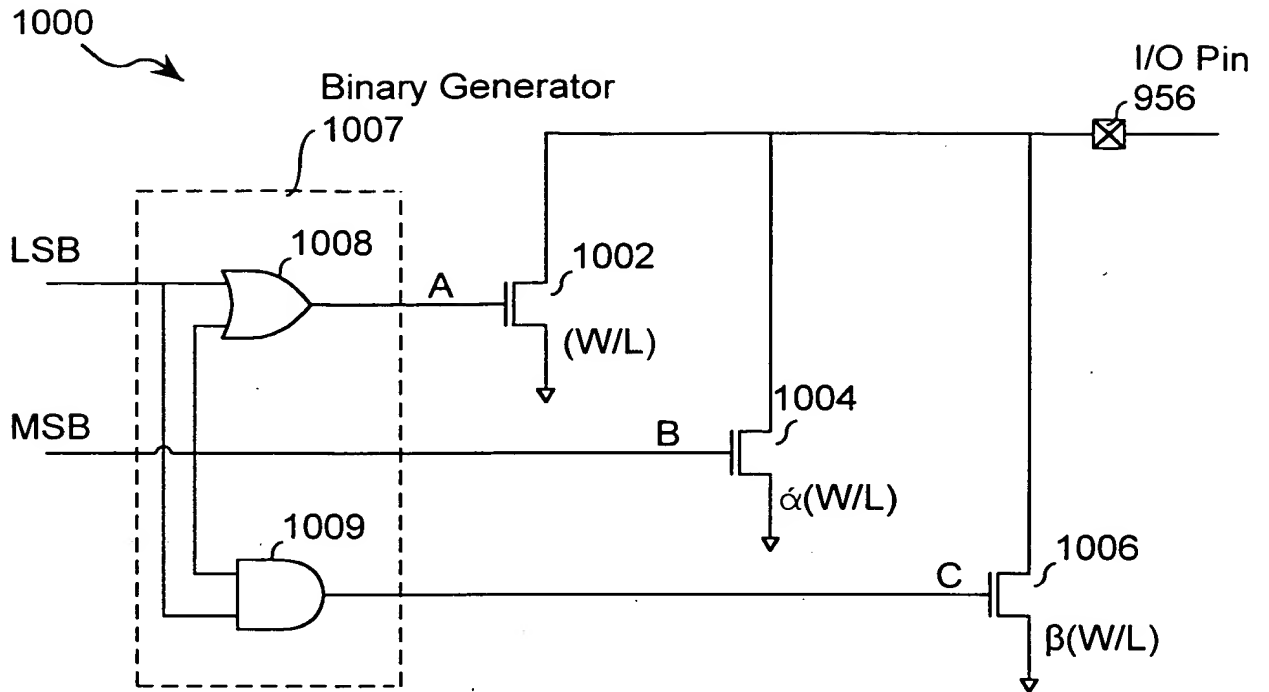 1000
I/O Pin
956
Binary Generator
1007
LSB
1008
A
1002
(W/L)
MSB
B
1004
ά(W/L)
1009
C
1006
β(W/L)